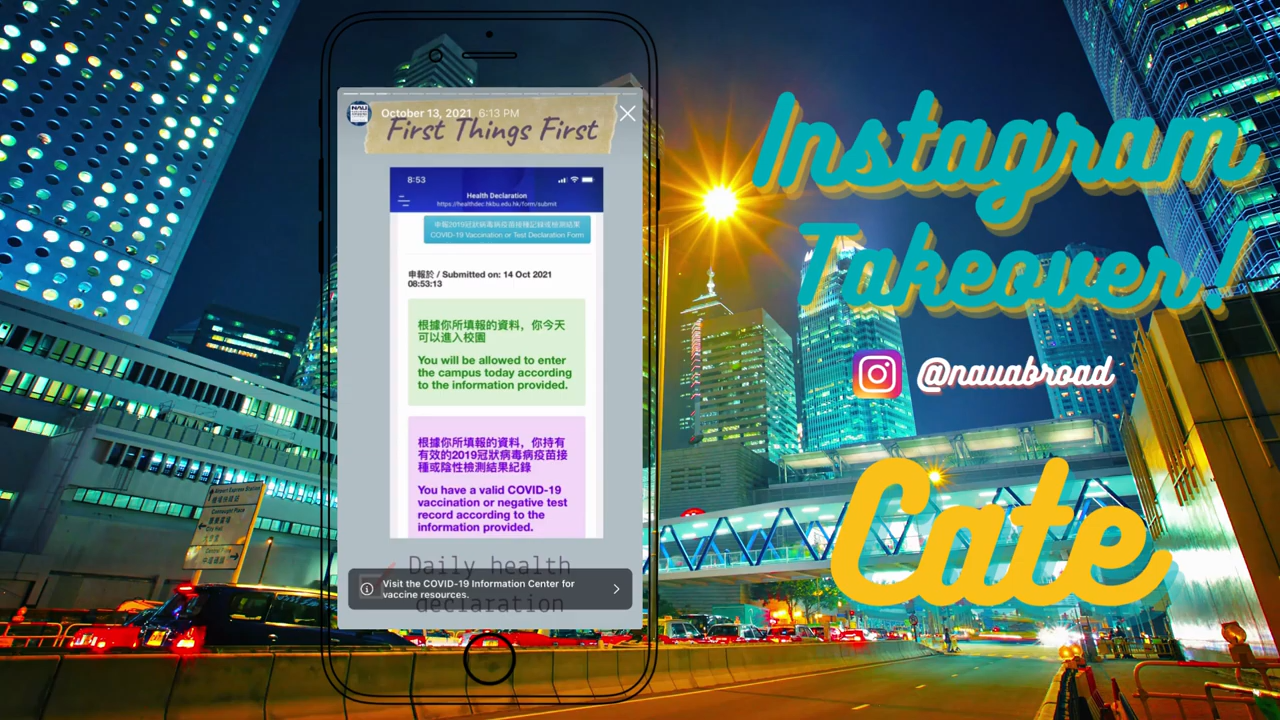 October 13, 2021 6:13 PM
First Things First
8:53
Health Declaration
https://healthdec.hkbu.edu.hk/form/submit
申報2019冠狀病毒病疫苗接種記錄或檢測結果
COVID-19 Vaccination or Test Declaration Form
申報於 / Submitted on: 14 Oct 2021
08:53:13
根據你所填報的資料，你今天
可以進入校園
You will be allowed to enter
the campus today according
to the information provided.
根據你所填報的資料，你持有
有效的2019冠狀病毒病疫苗接
種或陰性檢測結果紀錄
You have a valid COVID-19
vaccination or negative test
record according to the
information provided.
Daily health
declaration
Visit the COVID-19 Information Center for
vaccine resources.
Instagram
Takeover!
@nauabroad
Cate
NAU
Airport Express Station
Connaught Place
City Hall